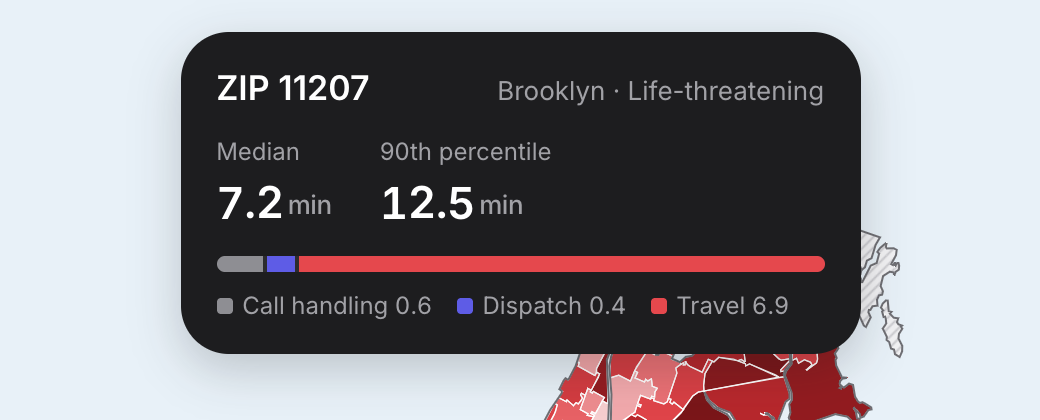 ZIP 11207 Brooklyn · Life-threatening
Median 90th percentile
7.2 min 12.5 min
Call handling 0.6 Dispatch 0.4 Travel 6.9